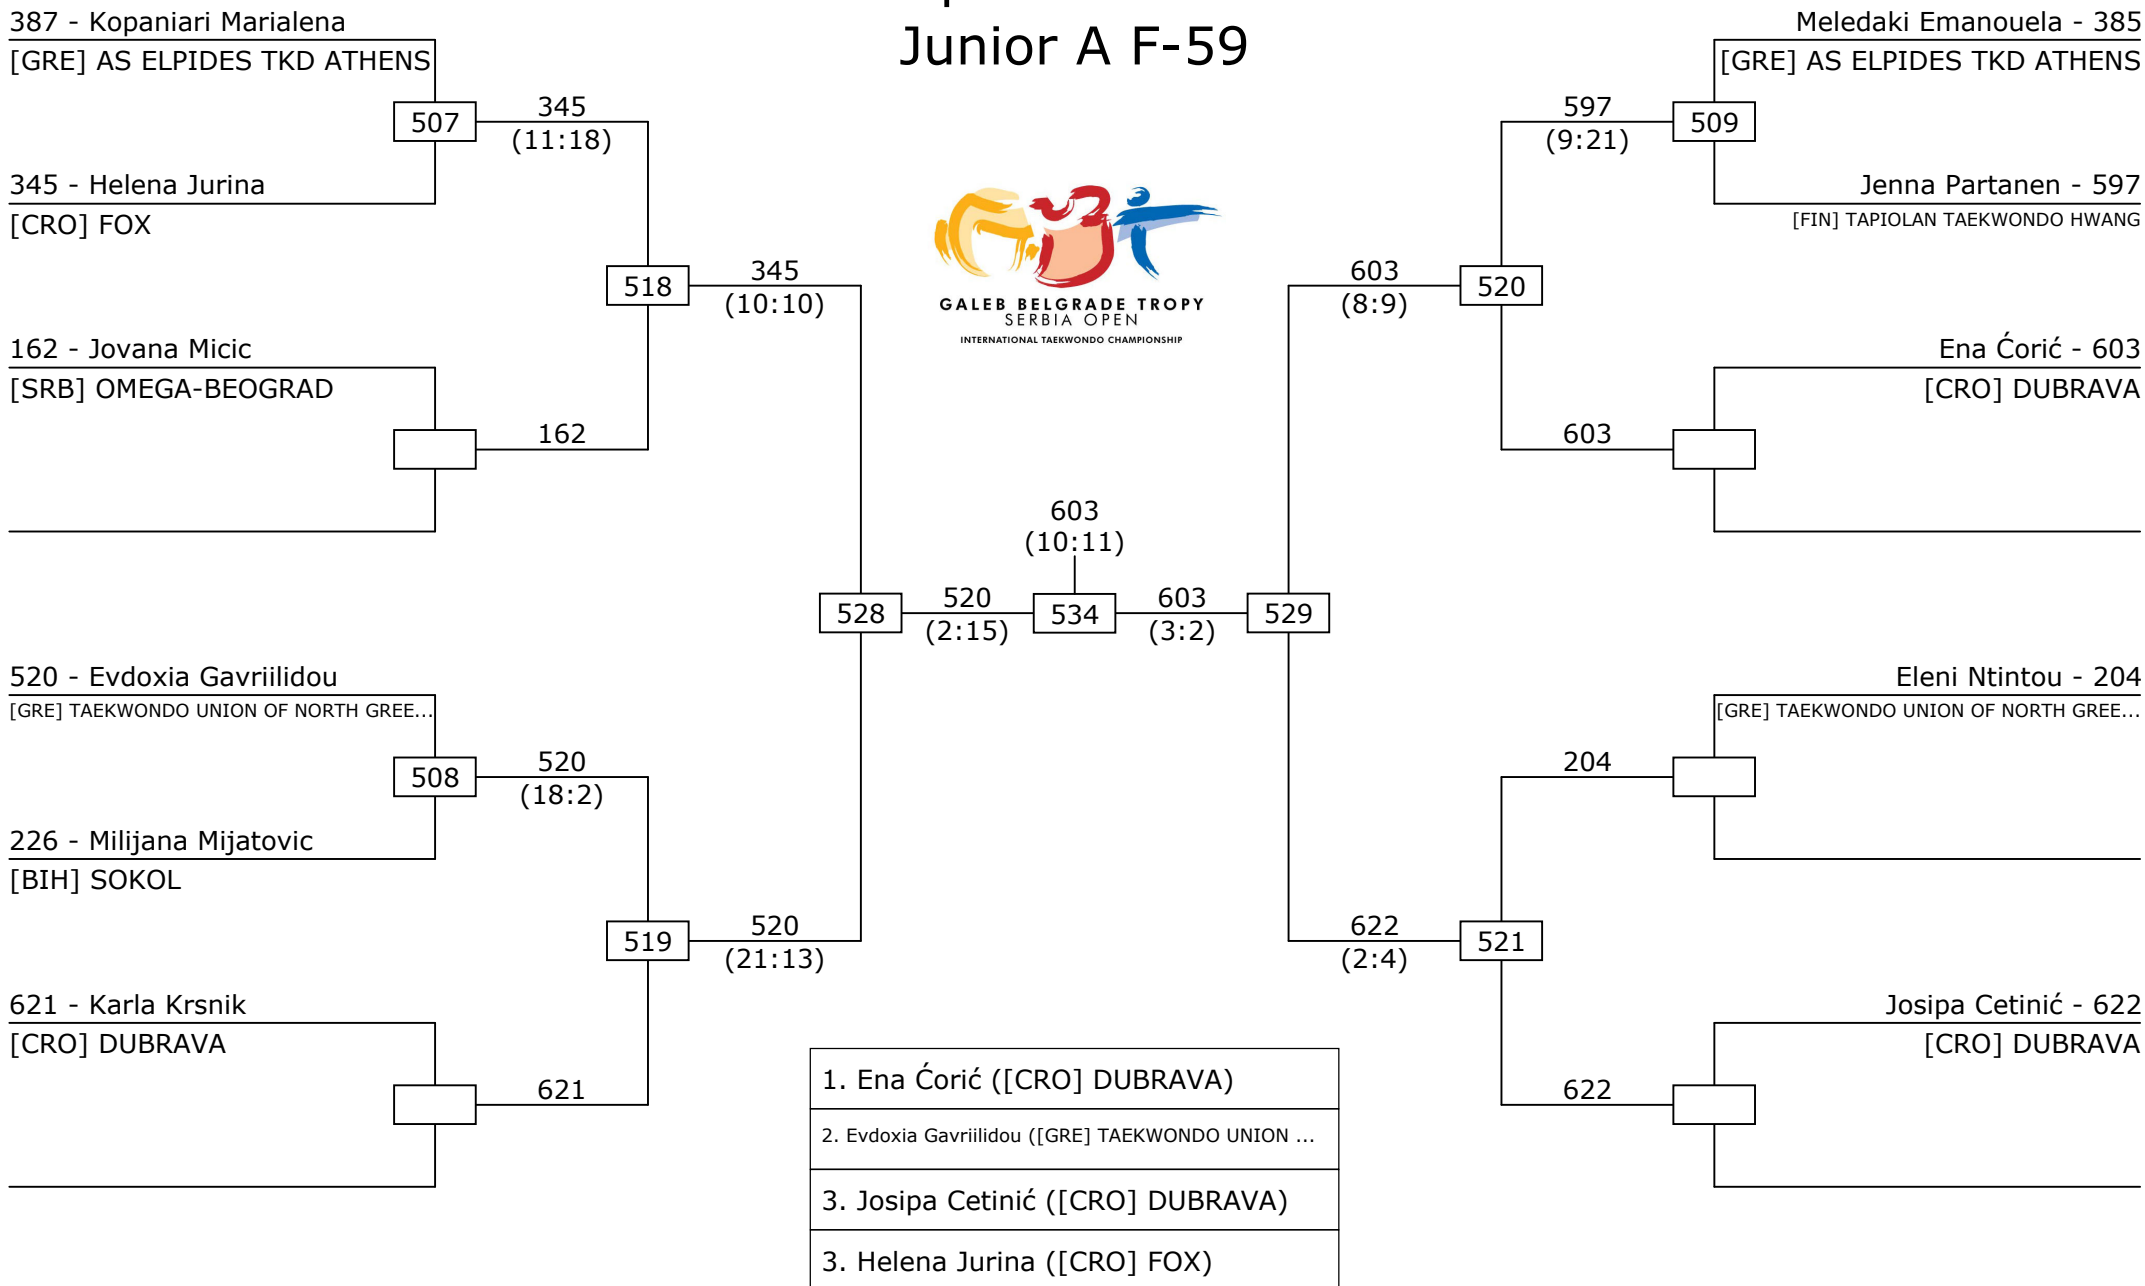 Junior A F-59
387 - Kopaniari Marialena
[GRE] AS ELPIDES TKD ATHENS
507
345
(11:18)
345 - Helena Jurina
[CRO] FOX
518
345
(10:10)
162 - Jovana Micic
[SRB] OMEGA-BEOGRAD
162
520 - Evdoxia Gavriilidou
[GRE] TAEKWONDO UNION OF NORTH GREE...
508
520
(18:2)
226 - Milijana Mijatovic
[BIH] SOKOL
519
520
(21:13)
621 - Karla Krsnik
[CRO] DUBRAVA
621
GALEB BELGRADE TROPY
SERBIA OPEN
INTERNATIONAL TAEKWONDO CHAMPIONSHIP
603
(10:11)
528
520
(2:15)
534
603
(3:2)
529
Meledaki Emanouela - 385
[GRE] AS ELPIDES TKD ATHENS
597
(9:21)
509
Jenna Partanen - 597
[FIN] TAPIOLAN TAEKWONDO HWANG
603
(8:9)
520
Ena Ćorić - 603
[CRO] DUBRAVA
603
Eleni Ntintou - 204
[GRE] TAEKWONDO UNION OF NORTH GREE...
204
622
(2:4)
521
Josipa Cetinić - 622
[CRO] DUBRAVA
622
1. Ena Ćorić ([CRO] DUBRAVA)
2. Evdoxia Gavriilidou ([GRE] TAEKWONDO UNION ...
3. Josipa Cetinić ([CRO] DUBRAVA)
3. Helena Jurina ([CRO] FOX)